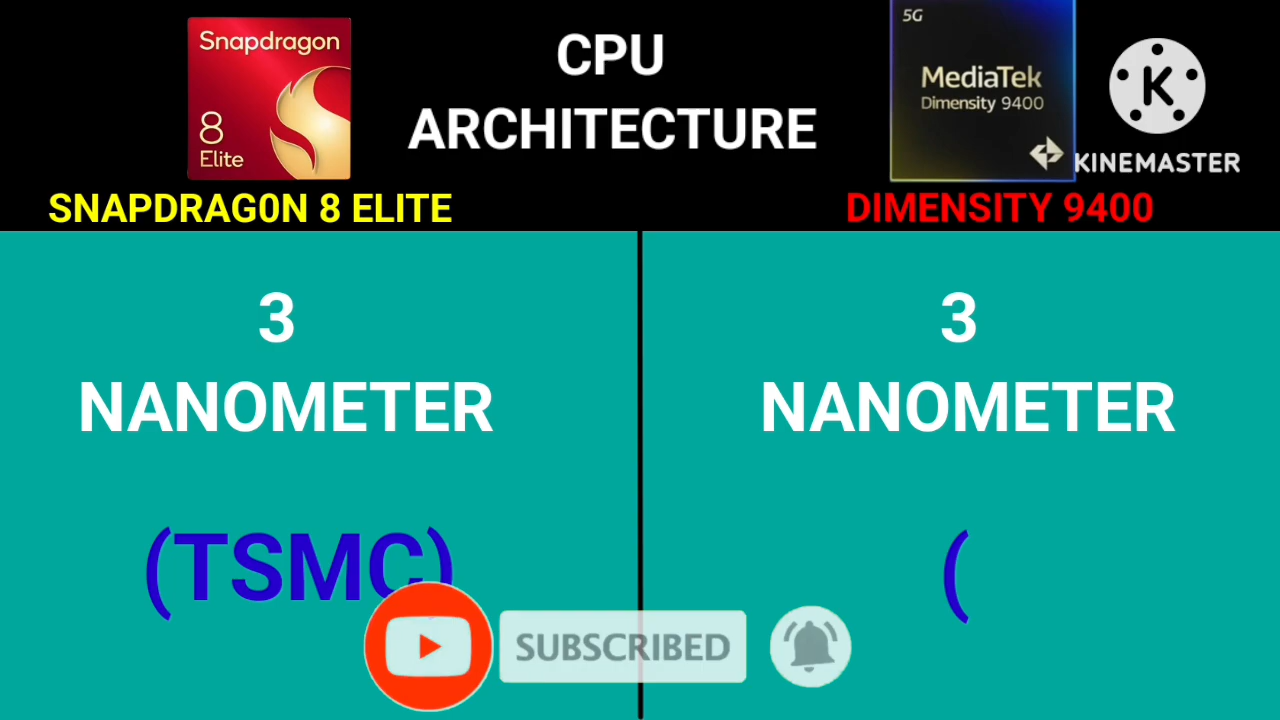 Snapdragon
8
Elite
CPU
ARCHITECTURE
5G
MediaTek
Dimensity 9400
K
KINEMASTER
SNAPDRAG0N 8 ELITE
DIMENSITY 9400
3
NANOMETER
(TSMC)
3
NANOMETER
(
SUBSCRIBED